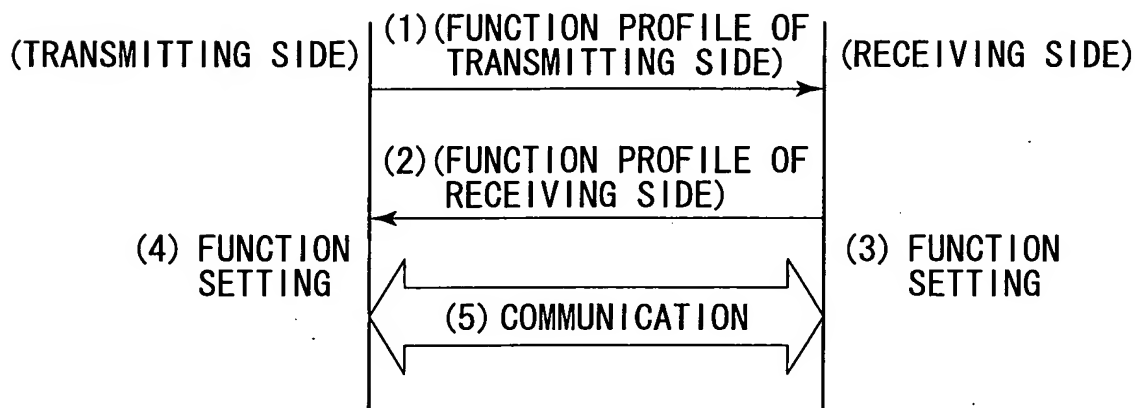 (TRANSMITTING SIDE)
(1)(FUNCTION PROFILE OF
TRANSMITTING SIDE)
(RECEIVING SIDE)
(2)(FUNCTION PROFILE OF
RECEIVING SIDE)
(4) FUNCTION
SETTING
(3) FUNCTION
SETTING
(5) COMMUNICATION